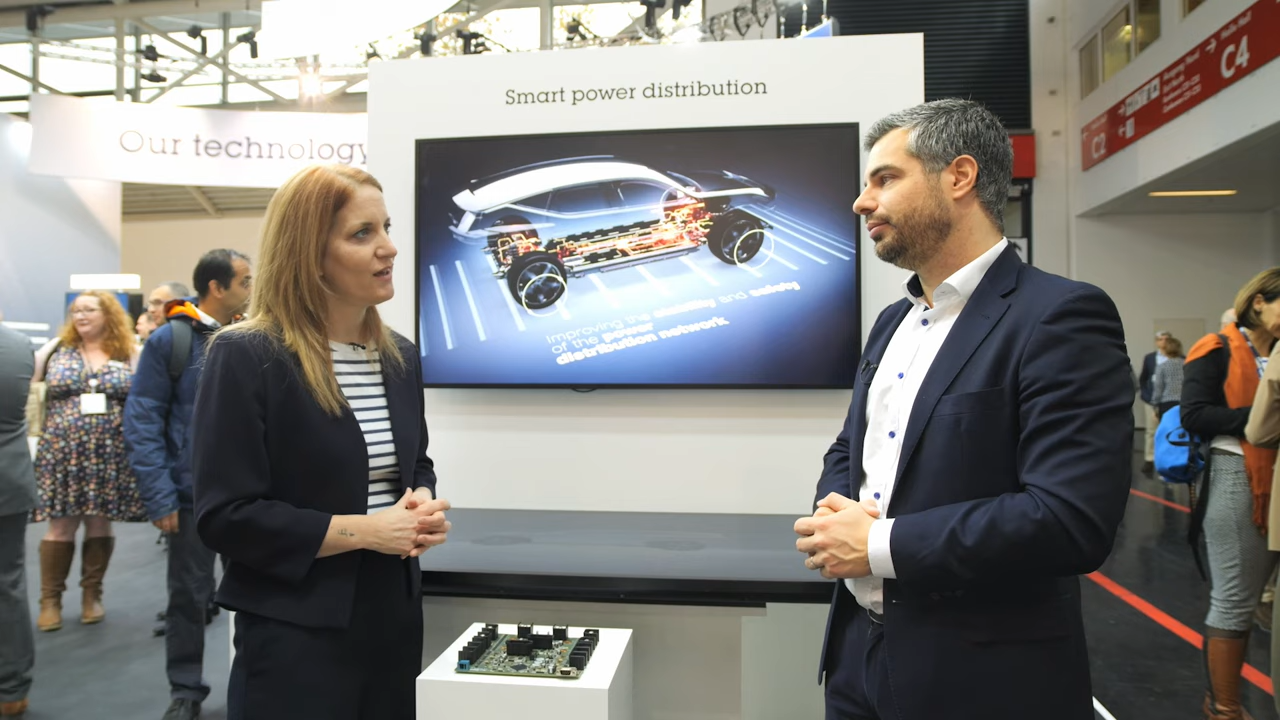 Smart power distribution
Our technology
Improving the stability and safety
of the power
distribution network.
C4
C2